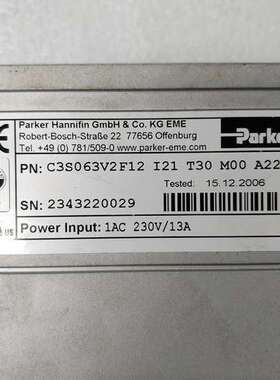 Parker Hannifin GmbH & Co. KG EME
Robert-Bosch-Straße 22 77656 Offenburg
Tel. +49 (0) 781/509-0 www.parker-eme.com
Parker
PN: C3S063V2F12 I21 T30 M00 A22
Tested: 15.12.2006
SN: 2343220029
US
Power Input: 1AC 230V/13A